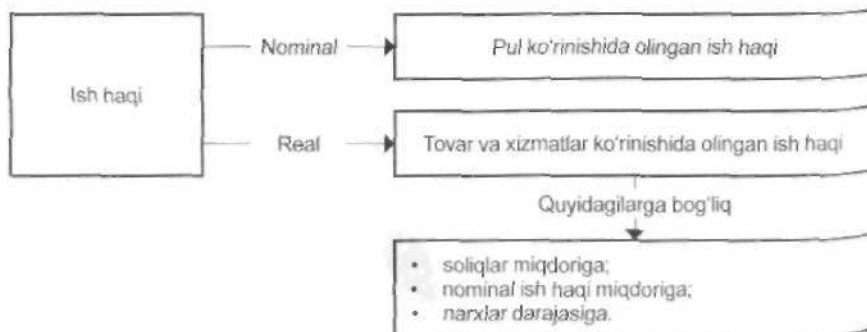 Ish haqi
Nominal
Pul ko‘rinishida olingan ish haqi
Real
Tovar va xizmatlar ko‘rinishida olingan ish haqi
Quyidagilarga bog‘liq
• soliqlar miqdoriga;
• nominal ish haqi miqdoriga;
• narxlar darajasiga.